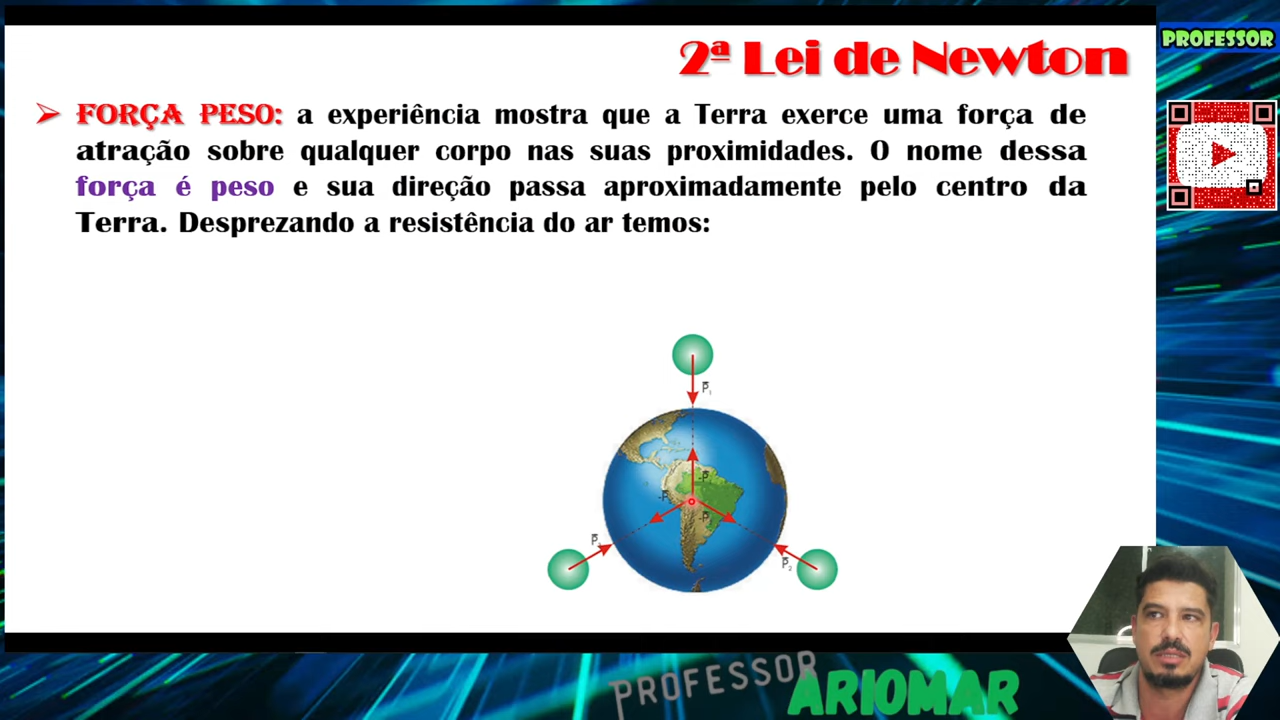 2ª Lei de Newton
PROFESSOR
FORÇA PESO: a experiência mostra que a Terra exerce uma força de
atração sobre qualquer corpo nas suas proximidades. O nome dessa
força é peso e sua direção passa aproximadamente pelo centro da
Terra. Desprezando a resistência do ar temos:
P₁
-P
-P
-P
P
P₂
PROFESSOR ARIOMAR